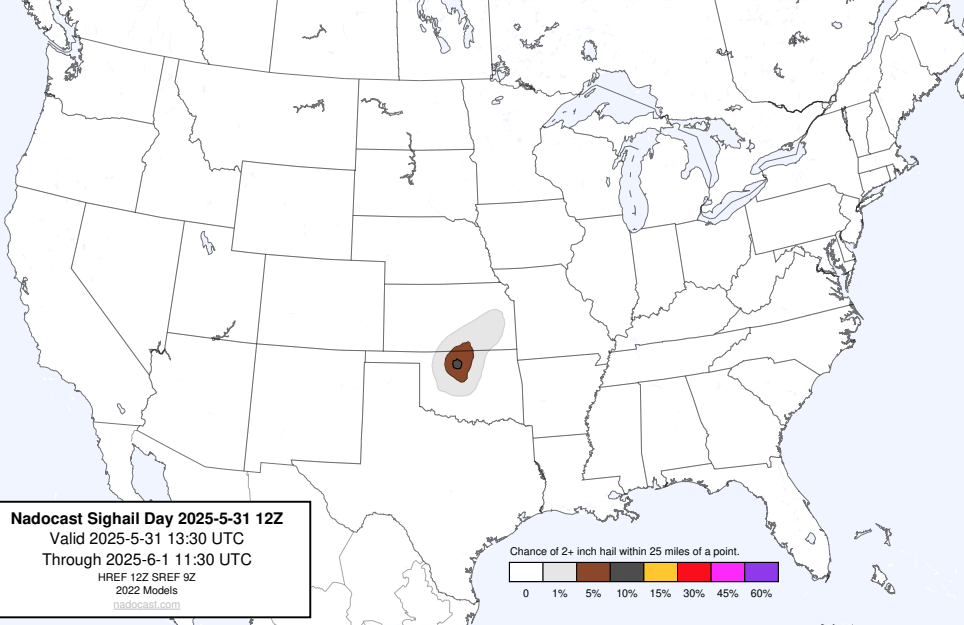 Nadocast Sighail Day 2025-5-31 12Z
Valid 2025-5-31 13:30 UTC
Through 2025-6-1 11:30 UTC
HREF 12Z SREF 9Z
2022 Models
nadocast.com
Chance of 2+ inch hail within 25 miles of a point.
0 1% 5% 10% 15% 30% 45% 60%